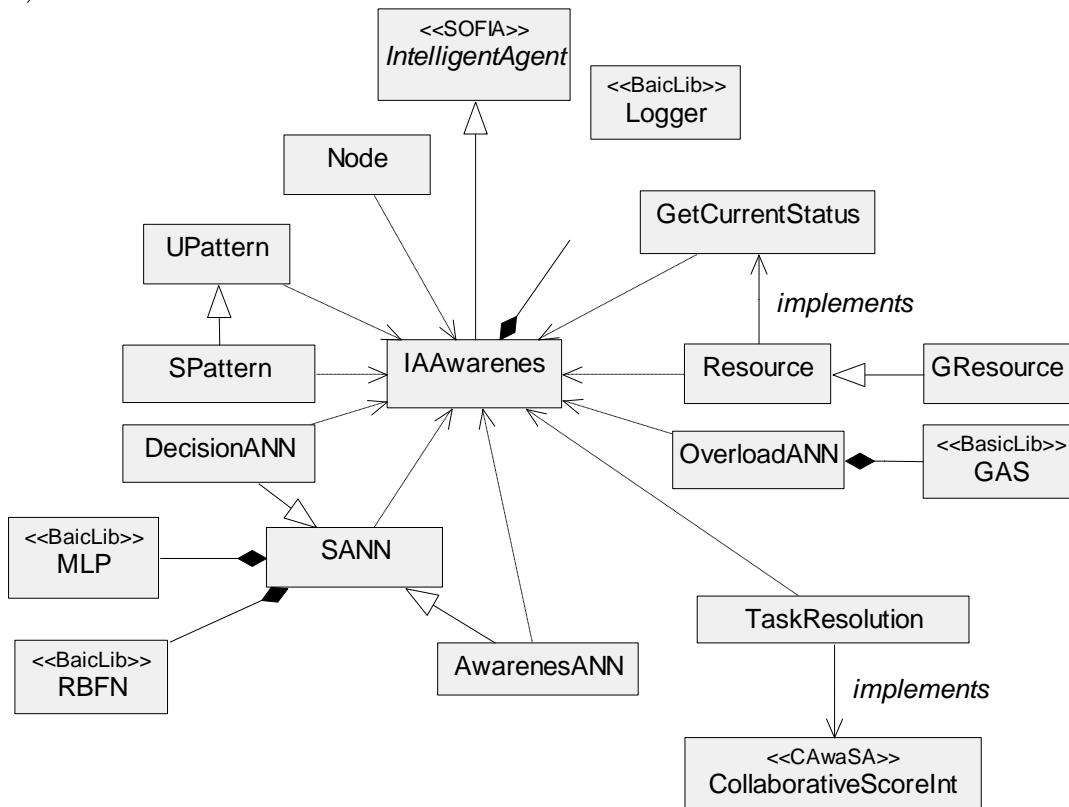 <<SOFIA>>
IntelligentAgent
<<BaicLib>>
Logger
Node
GetCurrentStatus
UPattern
implements
SPattern
IAAwarenes
Resource
GResource
DecisionANN
OverloadANN
<<BasicLib>>
GAS
<<BaicLib>>
MLP
SANN
TaskResolution
<<BaicLib>>
RBFN
AwarenesANN
implements
<<CAwaSA>>
CollaborativeScoreInt